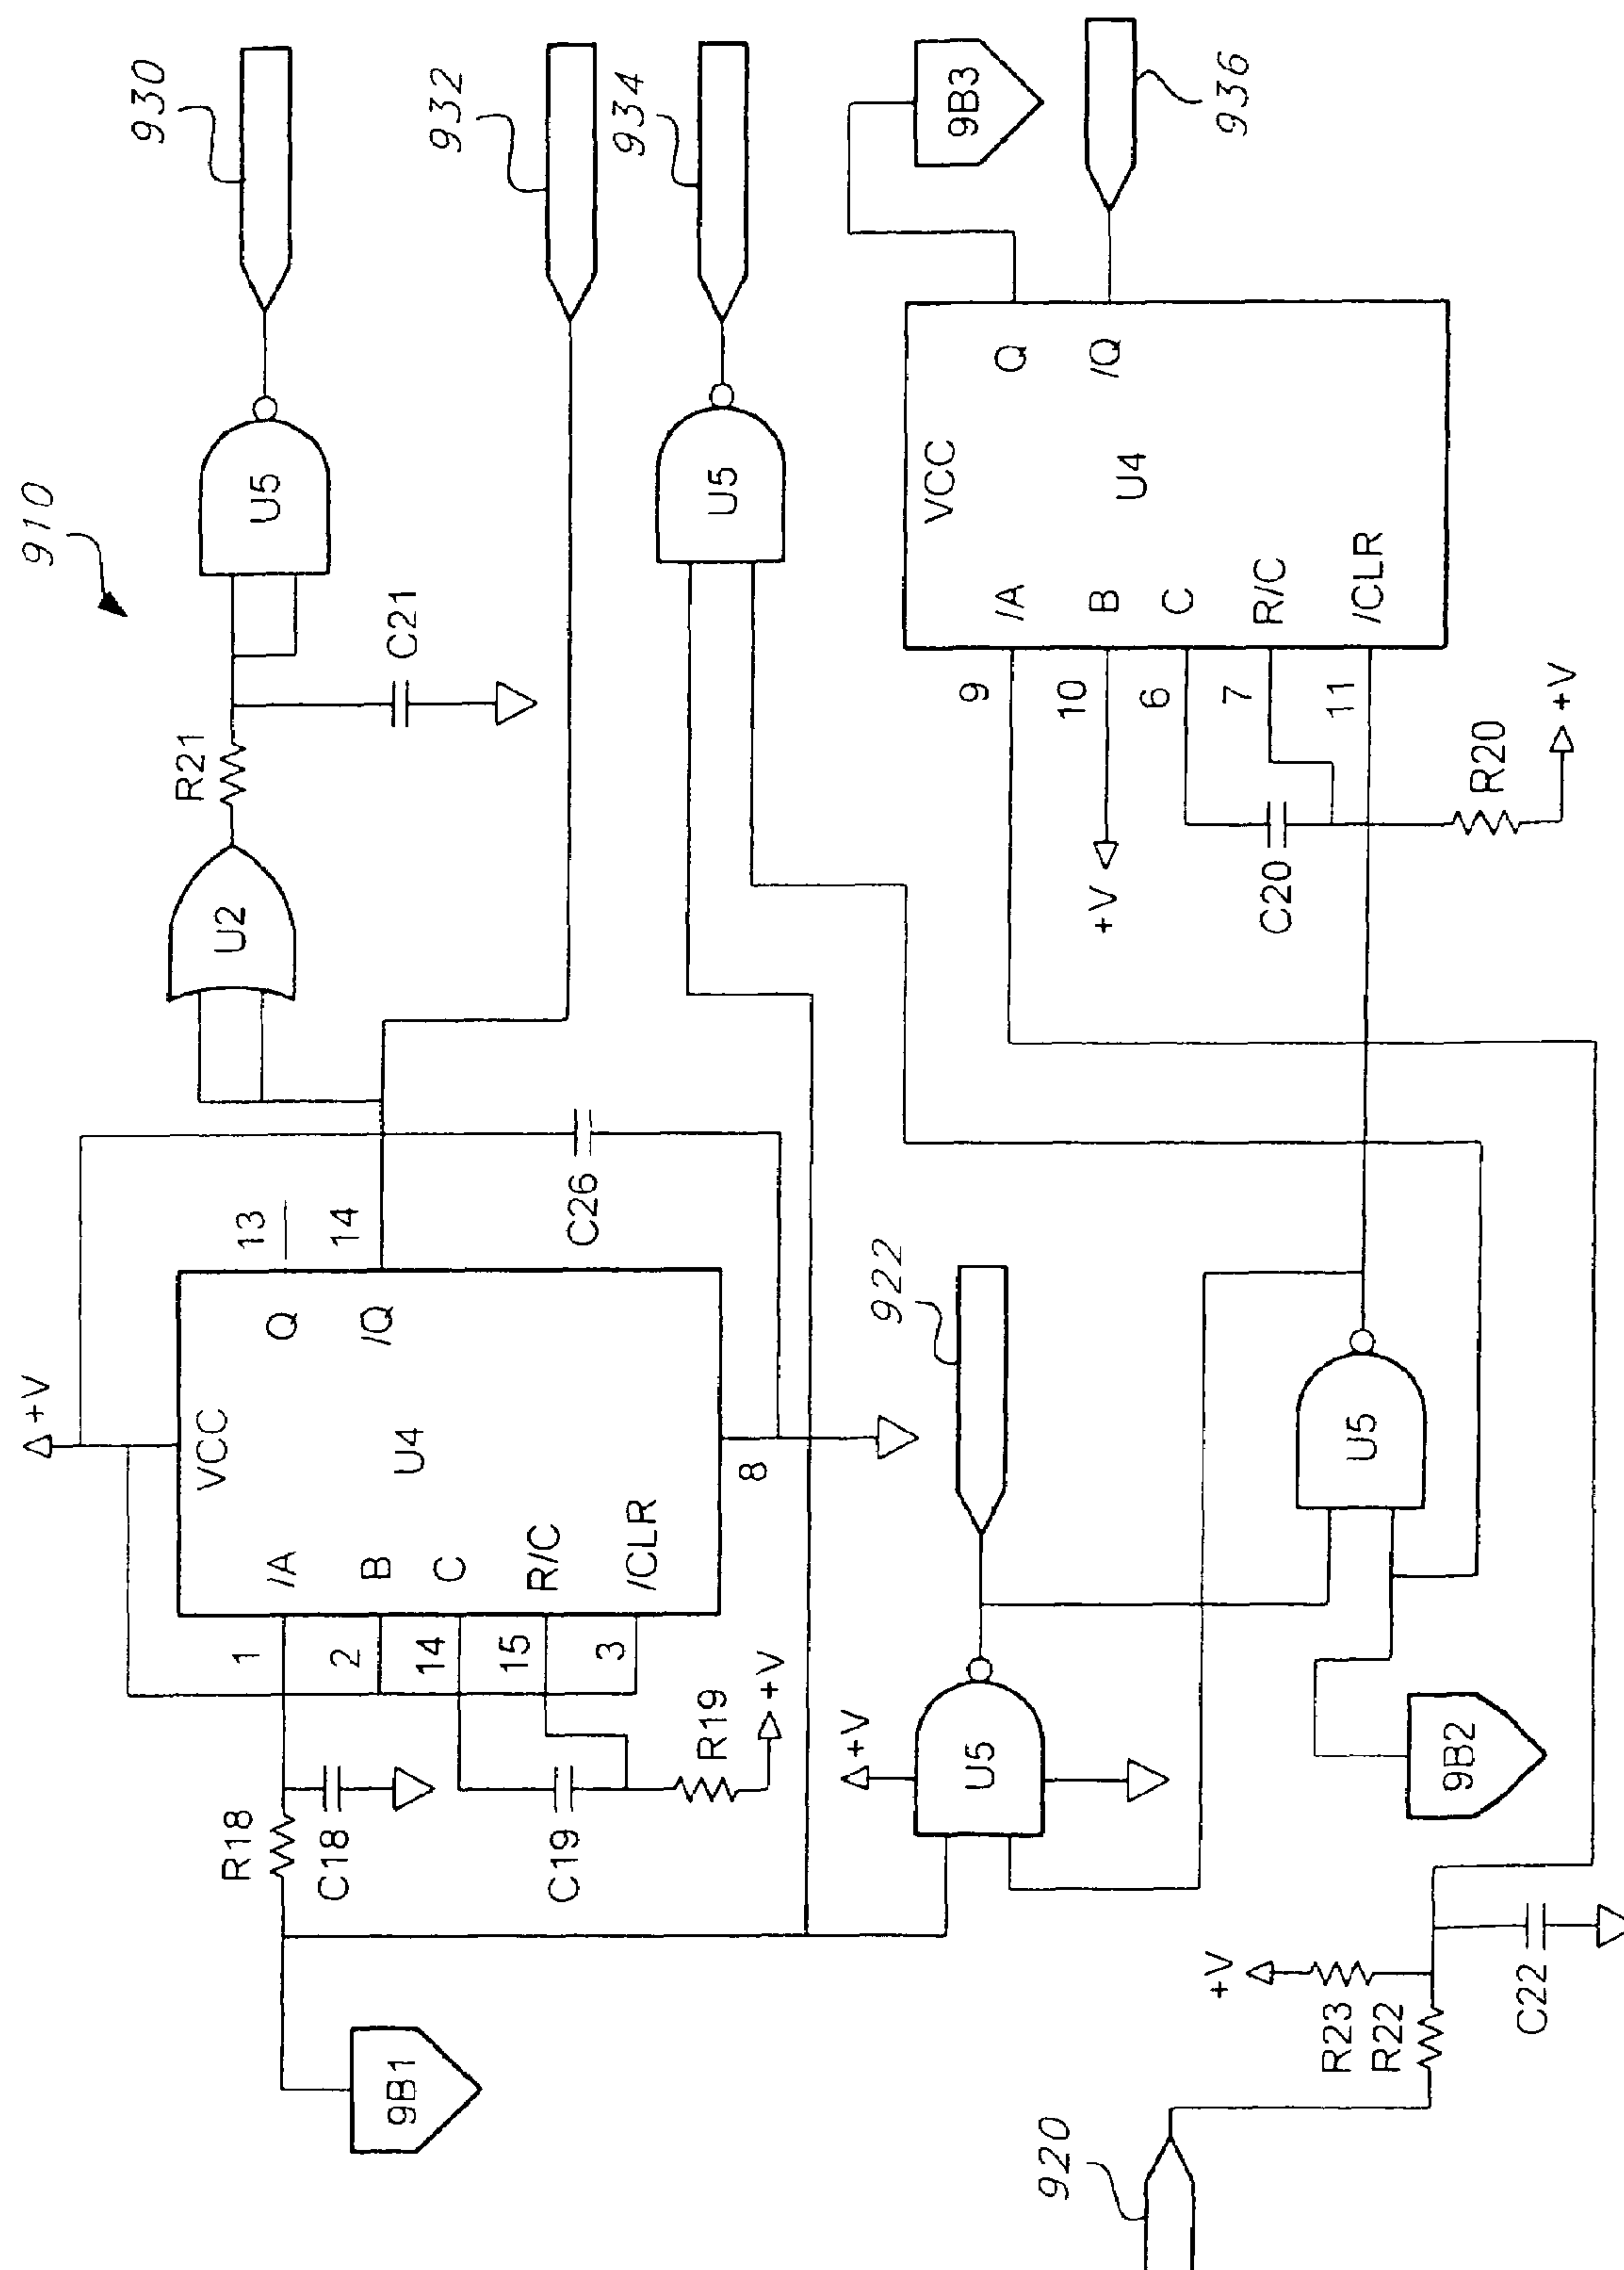 910
930
932
934
936
+V
VCC
/A
B
C
R/C
/CLR
Q
/Q
U4
1
2
14
15
3
13
14
8
R18
C18
C19
R19
+V
C26
U2
R21
C21
U5
U5
9B1
9B3
922
+V
U5
U5
9B2
920
+V
R23
R22
C22
VCC
/A
B
C
R/C
/CLR
Q
/Q
U4
9
10
6
7
11
+V
C20
R20
+V